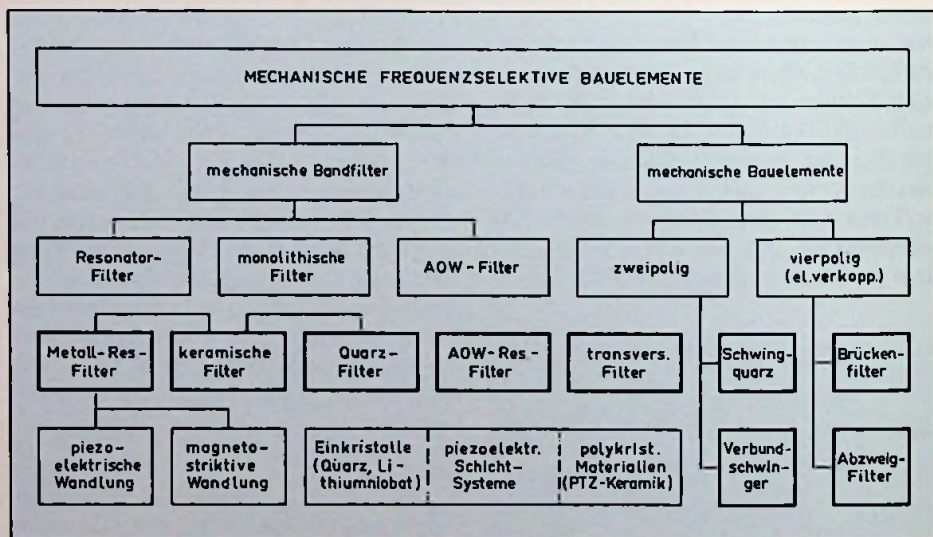 MECHANISCHE FREQUENZSELEKTIVE BAUELEMENTE
mechanische Bandfilter
mechanische Bauelemente
Resonator-
Filter
monolithische
Filter
AOW-Filter
zweipolig
vierpolig
(el.verkopp.)
Metall-Res-
Filter
keramische
Filter
Quarz-
Filter
AOW-Res-
Filter
transvers.
Filter
Schwing-
quarz
Brücken-
filter
piezo-
elektrische
Wandlung
magneto-
striktive
Wandlung
Einkristalle
(Quarz, Li-
thiumniobat)
piezoelektr.
Schicht-
Systeme
polykrist.
Materialien
(PTZ-Keramik)
Verbund-
schwin-
ger
Abzweig-
Filter